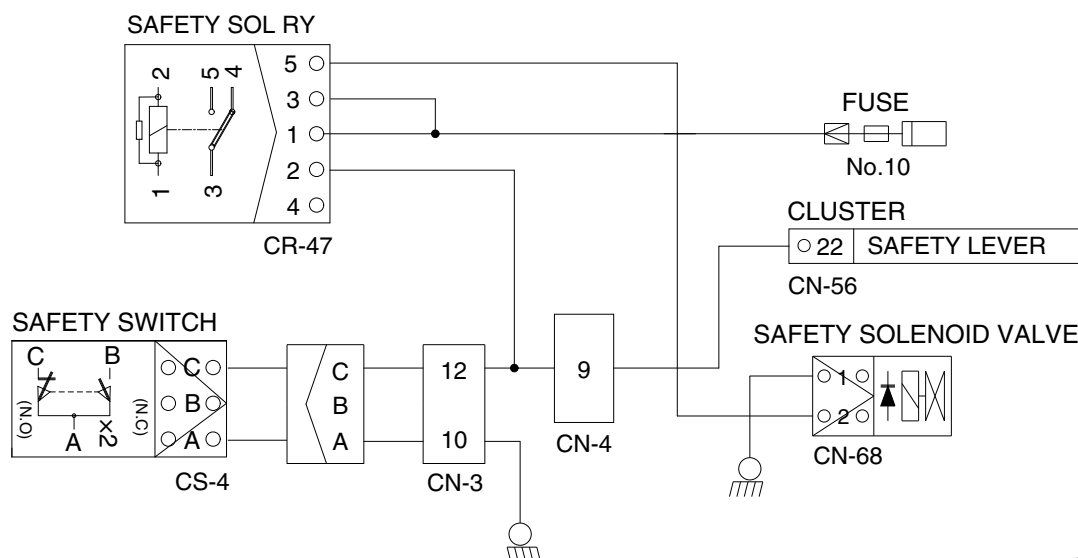 SAFETY SOL RY
2 5 4
1 3
5
3
1
2
4
CR-47
FUSE
No.10
CLUSTER
22 SAFETY LEVER
CN-56
SAFETY SWITCH
C B
(N.O) A ×2 (N.C)
C
B
A
CS-4
C
B
A
12
10
CN-3
9
CN-4
SAFETY SOLENOID VALVE
1
2
CN-68